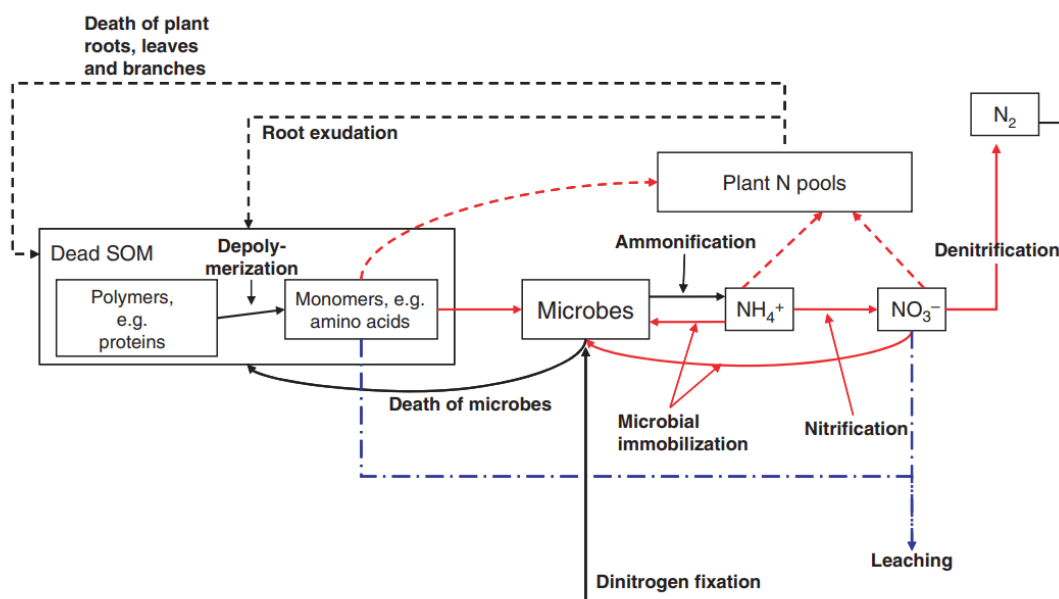 Death of plant
roots, leaves
and branches
Root exudation
N₂
Plant N pools
Dead SOM
Depoly-
merization
Ammonification
Denitrification
Polymers,
e.g.
proteins
Monomers, e.g.
amino acids
Microbes
NH₄⁺
NO₃⁻
Death of microbes
Microbial
immobilization
Nitrification
Leaching
Dinitrogen fixation